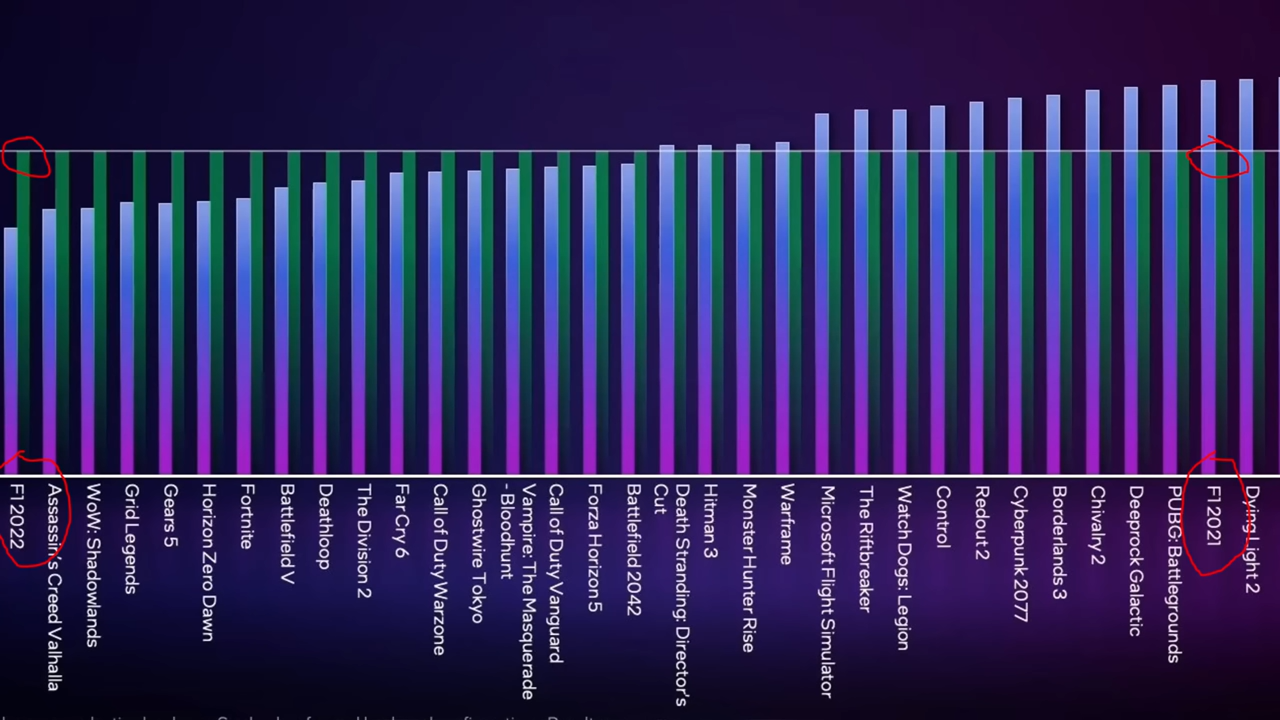 F1 2022
Assassin's Creed Valhalla
WoW: Shadowlands
Grid Legends
Gears 5
Horizon Zero Dawn
Fortnite
Battlefield V
Deathloop
The Division 2
Far Cry 6
Call of Duty Warzone
Ghostwire Tokyo
Vampire: The Masquerade
- Bloodhunt
Call of Duty Vanguard
Forza Horizon 5
Battlefield 2042
Death Stranding: Director's
Cut
Hitman 3
Monster Hunter Rise
Warframe
Microsoft Flight Simulator
The Riftbreaker
Watch Dogs: Legion
Control
Redout 2
Cyberpunk 2077
Borderlands 3
Chivalry 2
Deeprock Galactic
PUBG: Battlegrounds
F1 2021
Dying Light 2